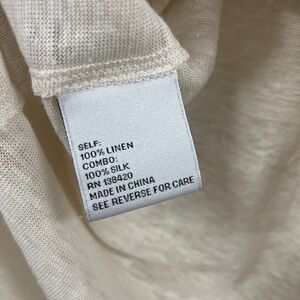 SELF:
100% LINEN
COMBO:
100% SILK
RN 138420
MADE IN CHINA
SEE REVERSE FOR CARE